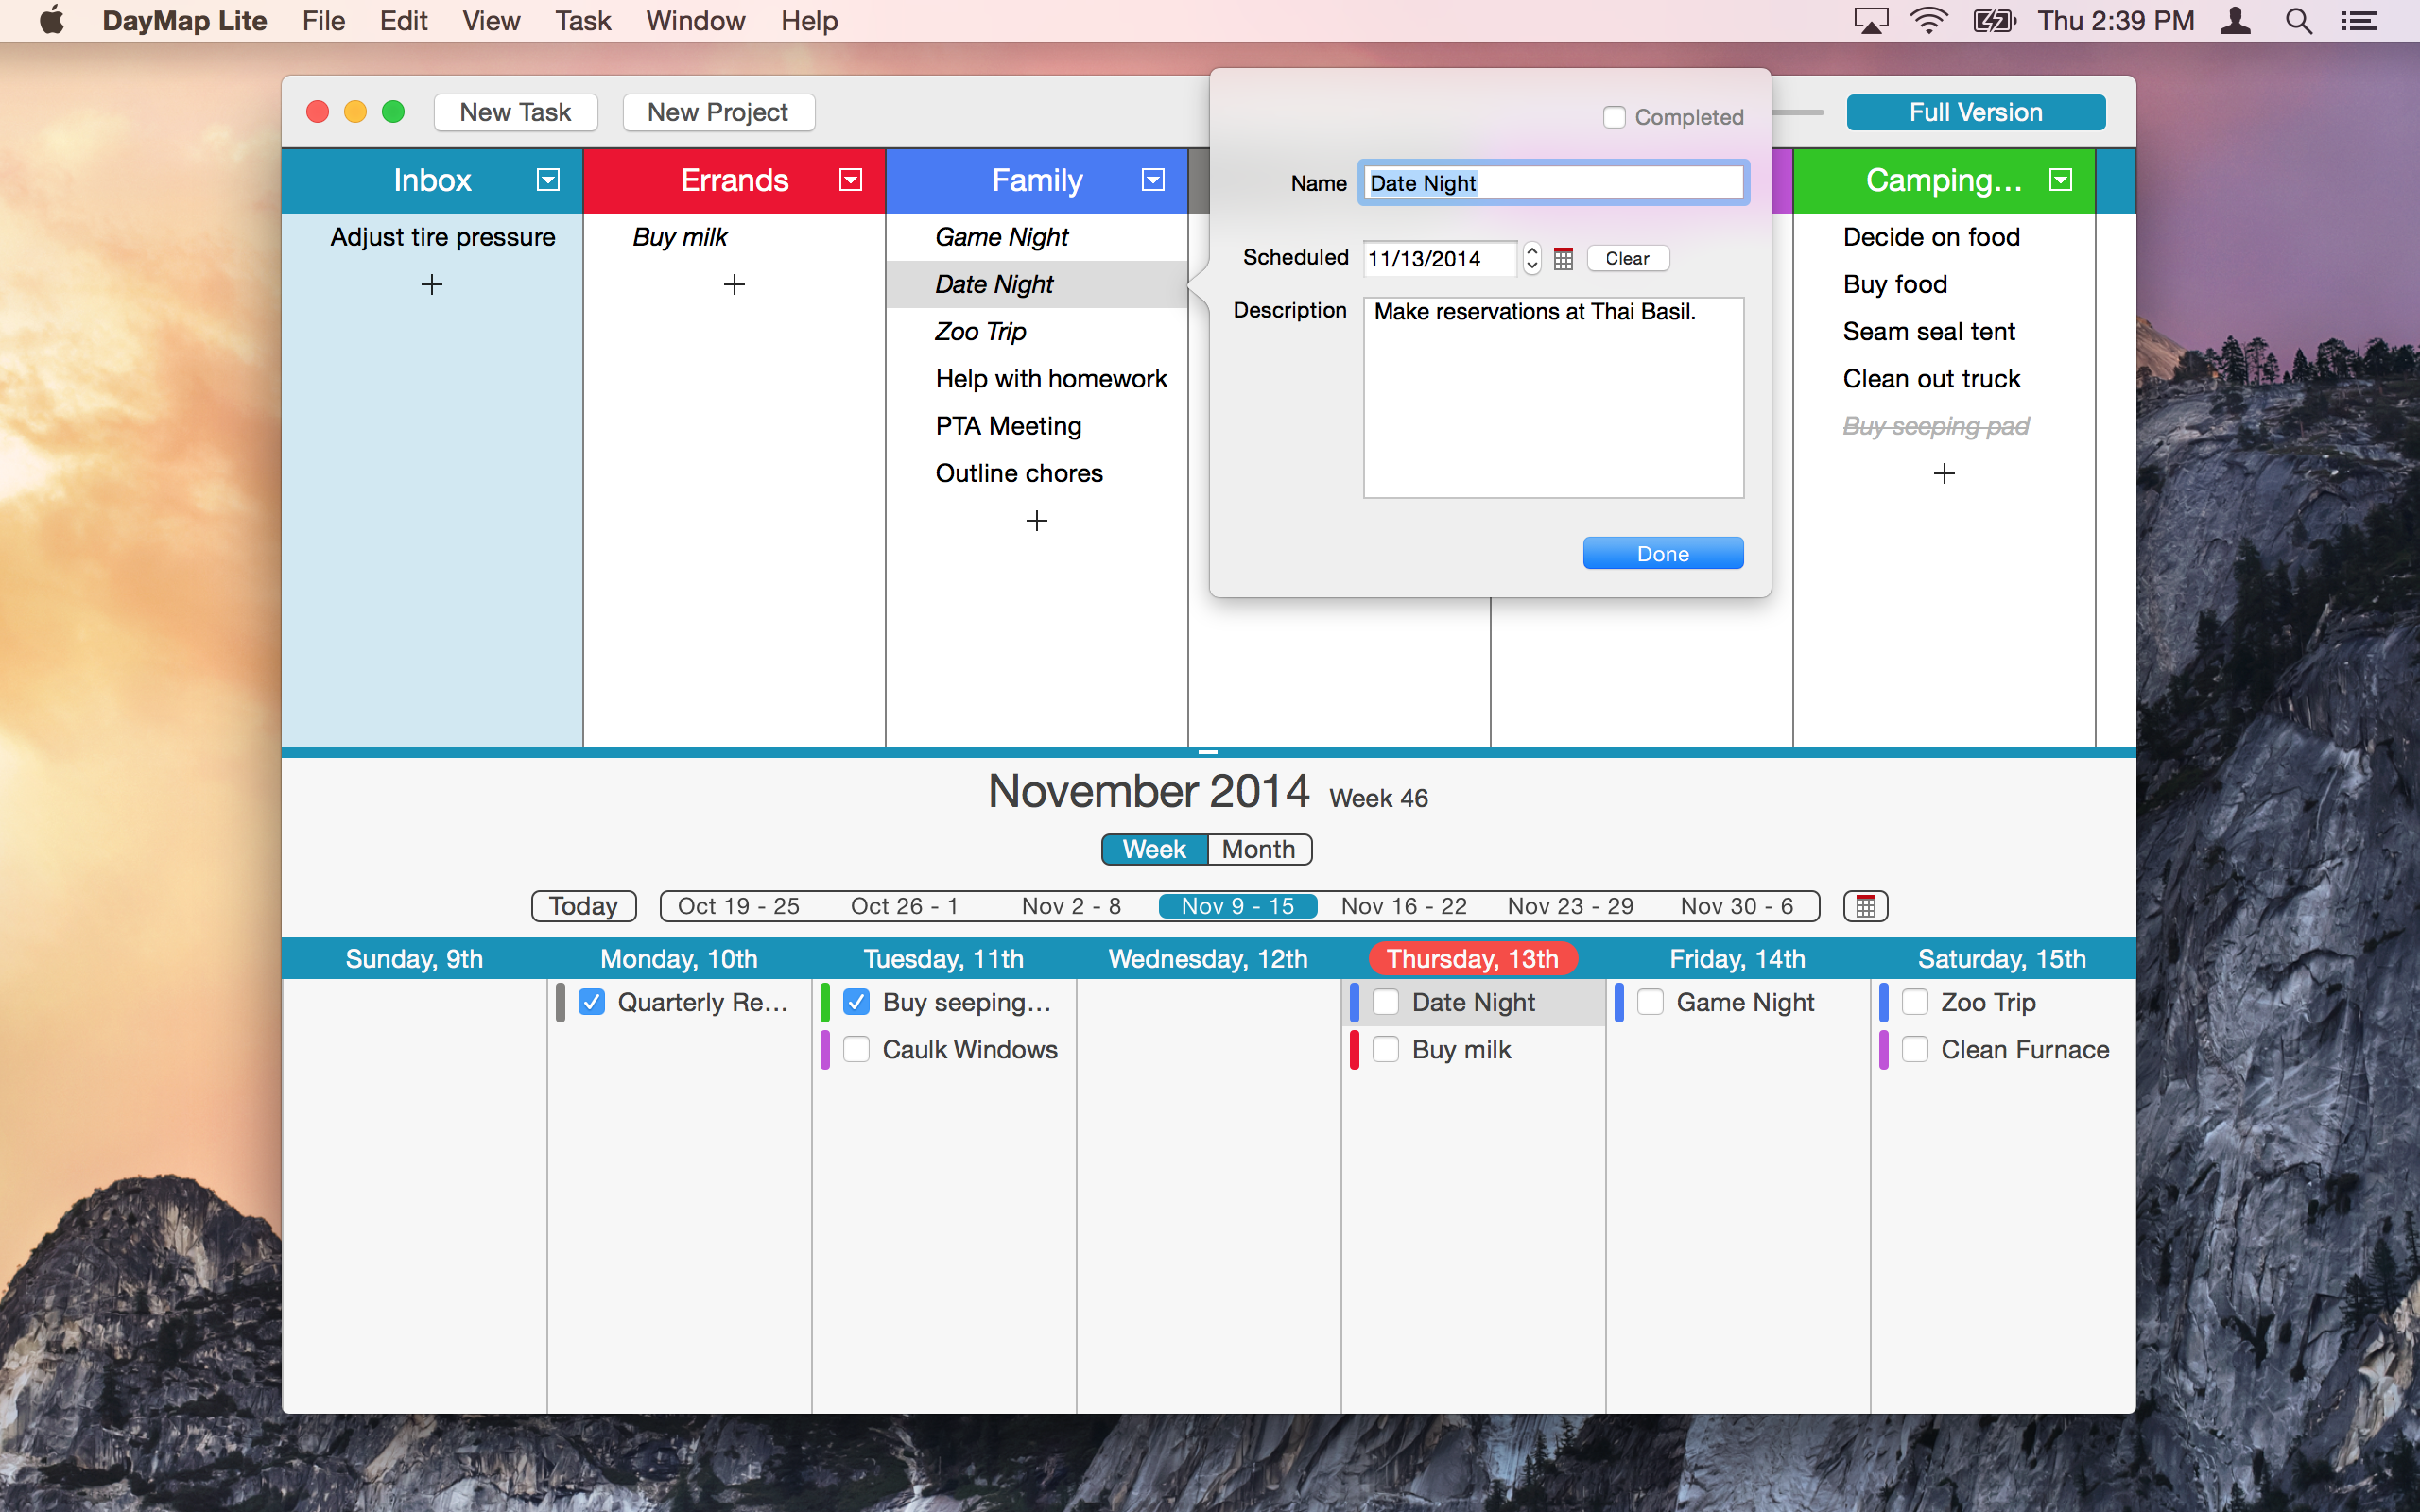 DayMap Lite File Edit View Task Window Help Thu 2:39 PM
New Task New Project Full Version
Completed
Name Date Night
Scheduled 11/13/2014 Clear
Description Make reservations at Thai Basil.
Done
Inbox Errands Family Camping...
Adjust tire pressure
Buy milk
Game Night
Date Night
Zoo Trip
Help with homework
PTA Meeting
Outline chores
Decide on food
Buy food
Seam seal tent
Clean out truck
Buy seeping pad
November 2014 Week 46
Week Month
Today Oct 19 - 25 Oct 26 - 1 Nov 2 - 8 Nov 9 - 15 Nov 16 - 22 Nov 23 - 29 Nov 30 - 6
Sunday, 9th Monday, 10th Tuesday, 11th Wednesday, 12th Thursday, 13th Friday, 14th Saturday, 15th
Quarterly Re... Buy seeping... Date Night Game Night Zoo Trip
Caulk Windows Buy milk Clean Furnace